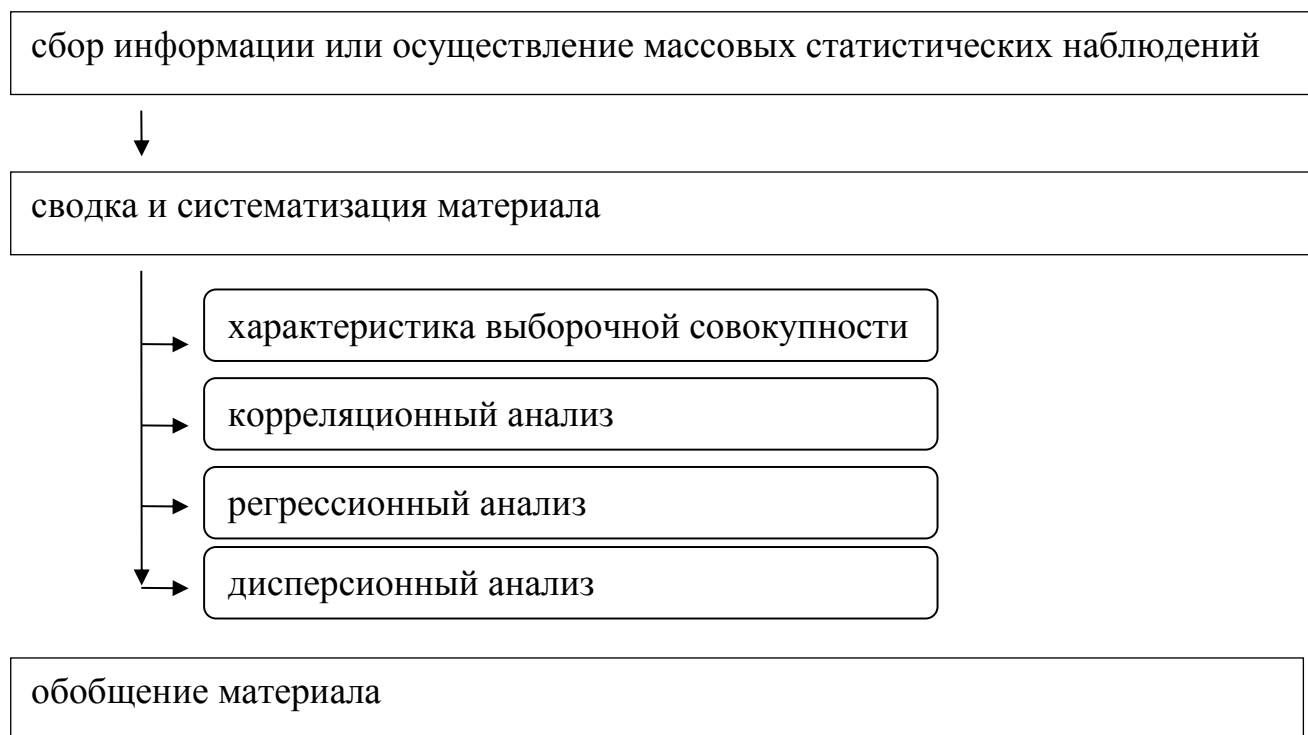 сбор информации или осуществление массовых статистических наблюдений
сводка и систематизация материала
характеристика выборочной совокупности
корреляционный анализ
регрессионный анализ
дисперсионный анализ
обобщение материала